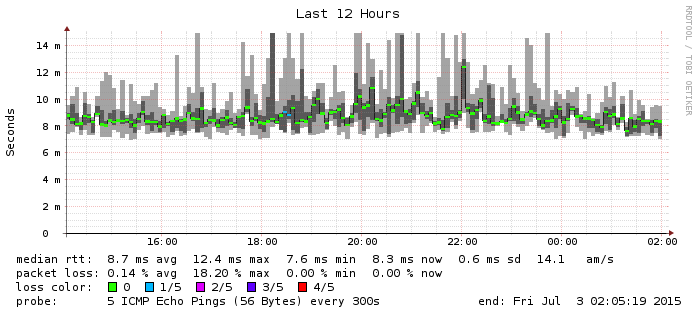 Last 12 Hours
RRDTOOL / TOBI OETIKER
Seconds
14 m
12 m
10 m
8 m
6 m
4 m
2 m
0
16:00 18:00 20:00 22:00 00:00 02:00
median rtt: 8.7 ms avg 12.4 ms max 7.6 ms min 8.3 ms now 0.6 ms sd 14.1 am/s
packet loss: 0.14 % avg 18.20 % max 0.00 % min 0.00 % now
loss color: 0 1/5 2/5 3/5 4/5
probe: 5 ICMP Echo Pings (56 Bytes) every 300s end: Fri Jul 3 02:05:19 2015